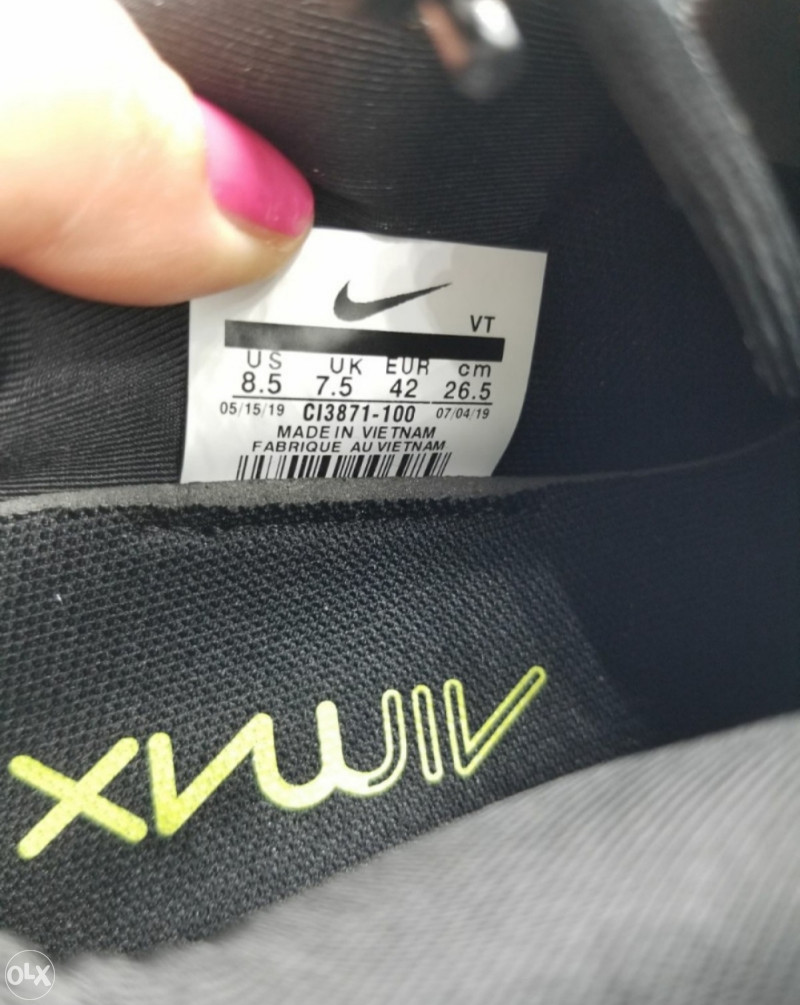 VT
US UK EUR cm
8.5 7.5 42 26.5
05/15/19 CI3871-100 07/04/19
MADE IN VIETNAM
FABRIQUE AU VIETNAM
AIRMAX
OLX